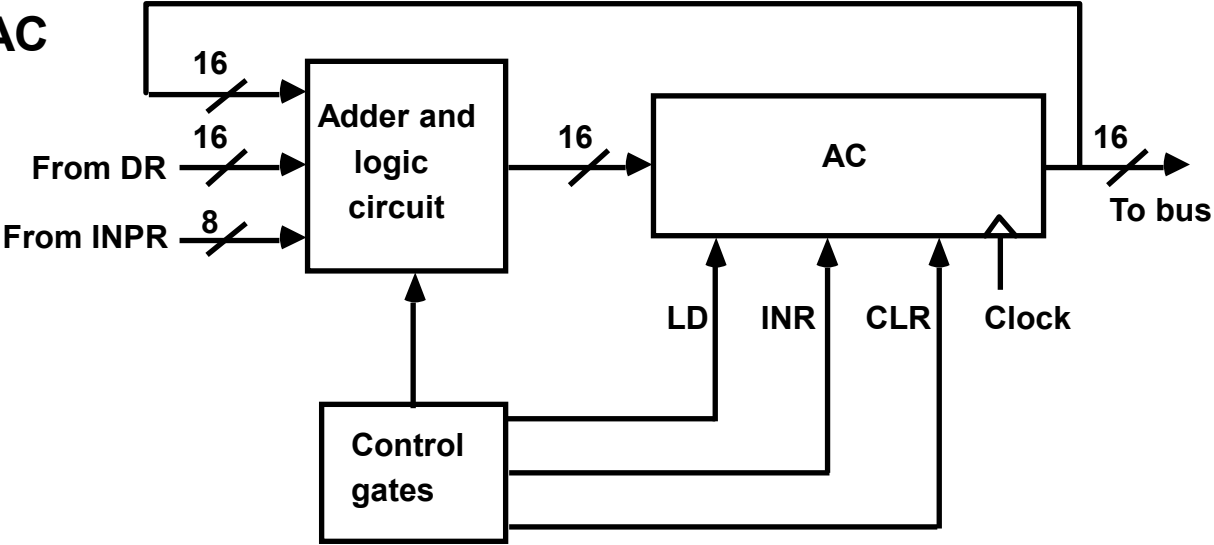 AC
16
Adder and
logic
circuit
16
From DR
8
From INPR
16
AC
16
To bus
LD
INR
CLR
Clock
Control
gates